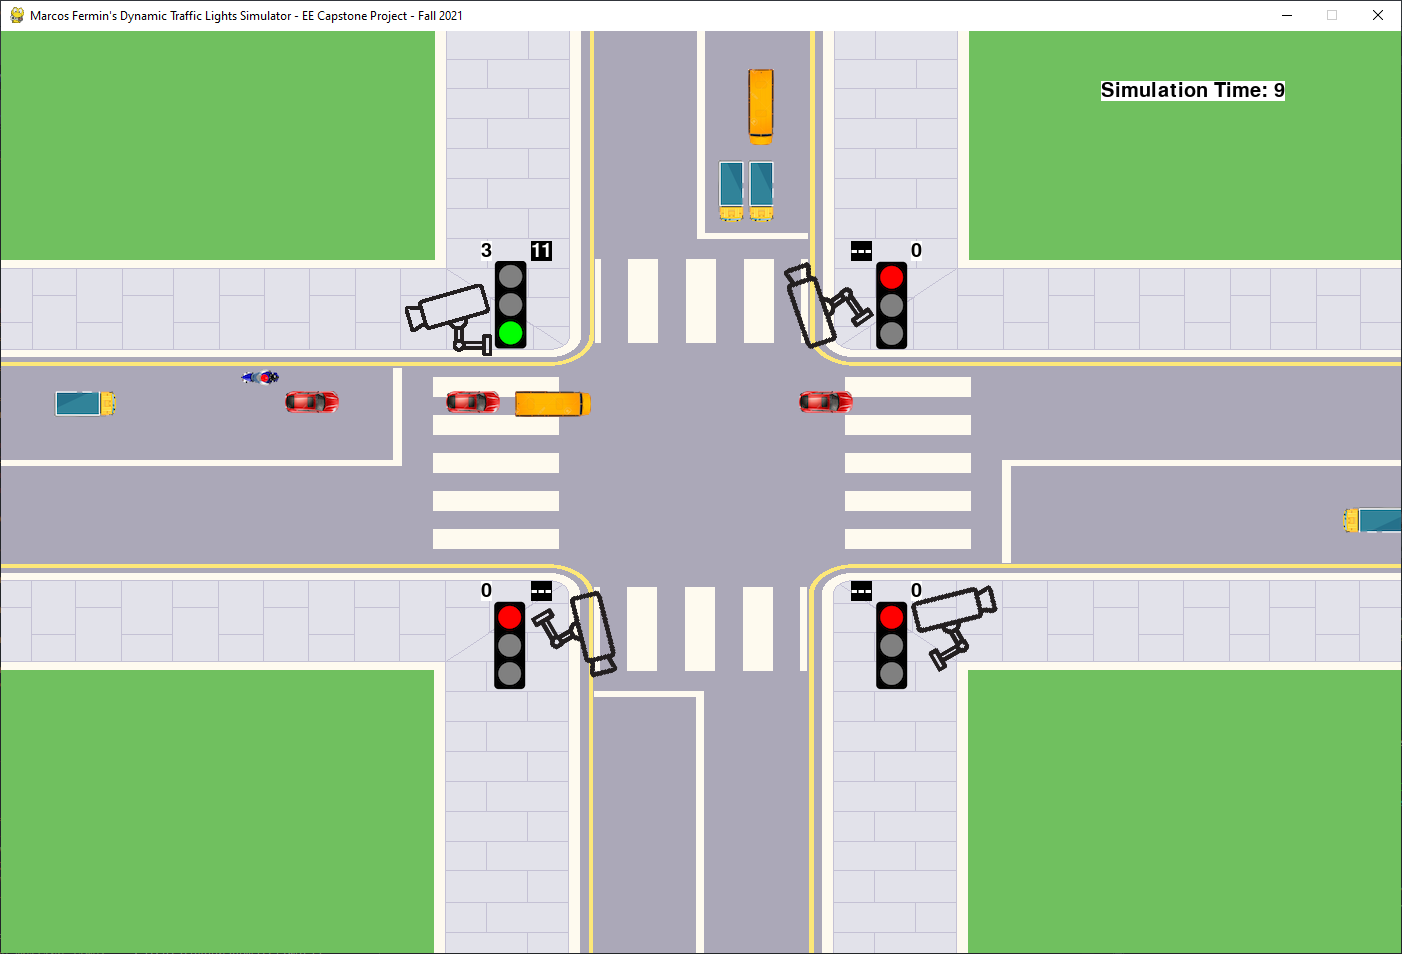 Marcos Fermin's Dynamic Traffic Lights Simulator - EE Capstone Project - Fall 2021
Simulation Time: 9
3 11
--- 0
0 ---
--- 0